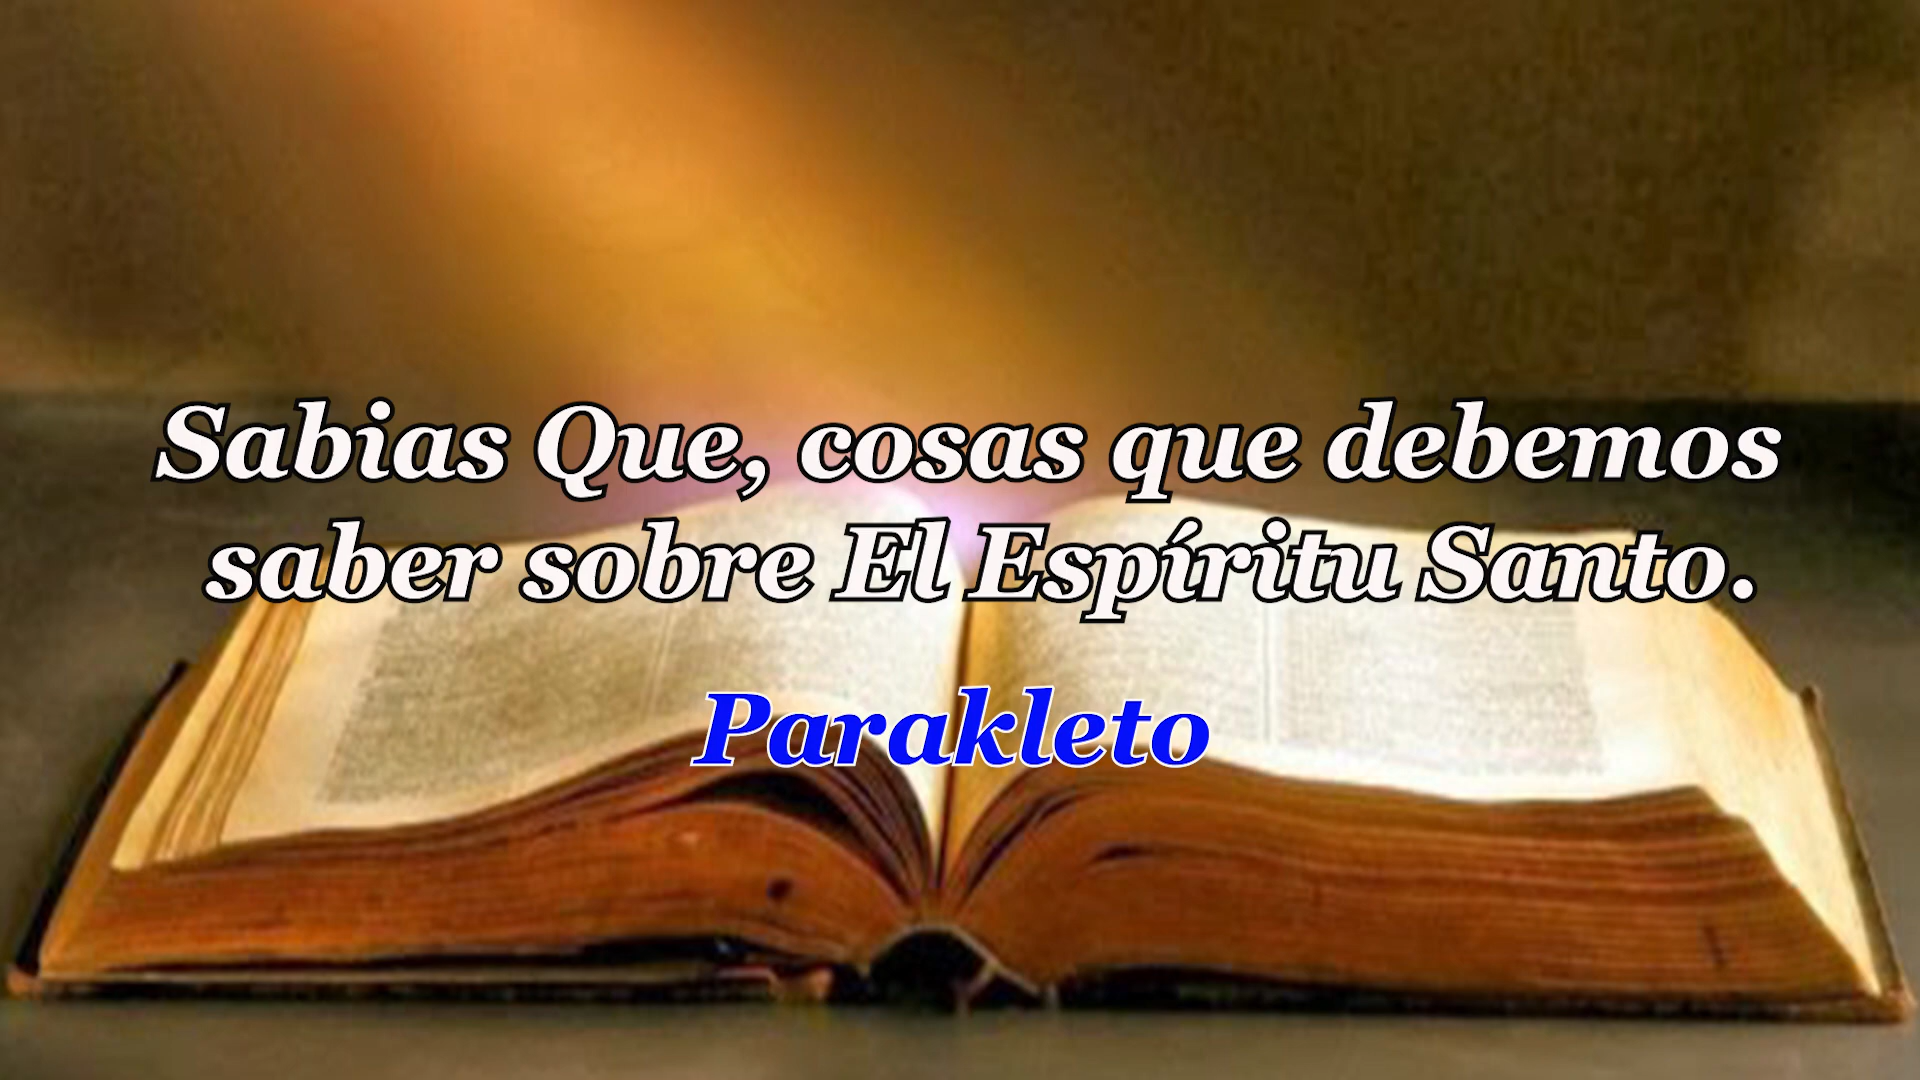 Sabias Que, cosas que debemos
saber sobre El Espíritu Santo.
Parakleto